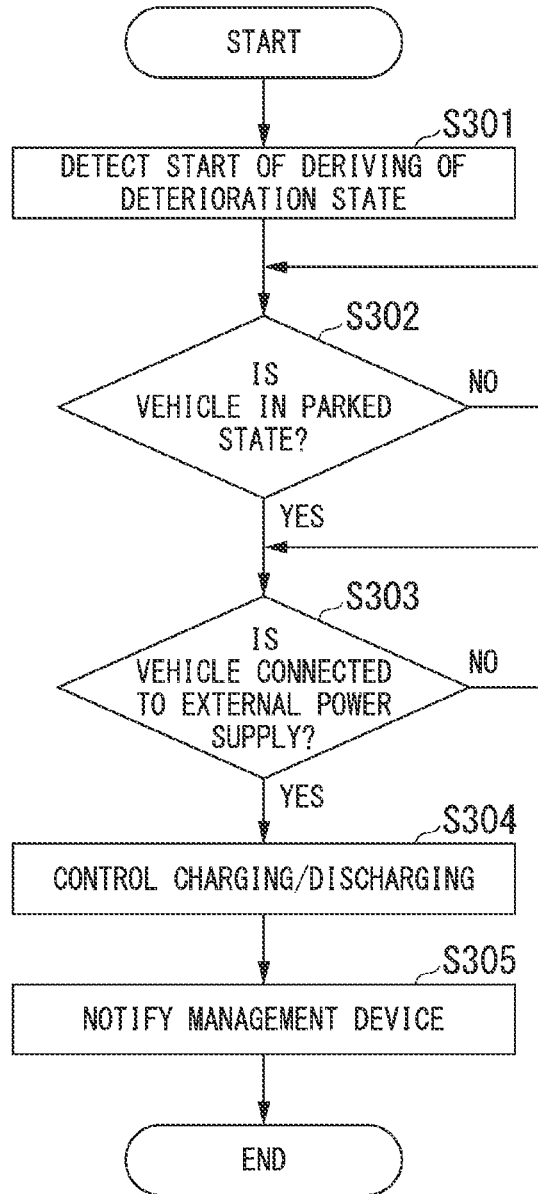 START
S301
DETECT START OF DERIVING OF
DETERIORATION STATE
S302
IS
VEHICLE IN PARKED
STATE?
NO
YES
S303
IS
VEHICLE CONNECTED
TO EXTERNAL POWER
SUPPLY?
NO
YES
S304
CONTROL CHARGING/DISCHARGING
S305
NOTIFY MANAGEMENT DEVICE
END